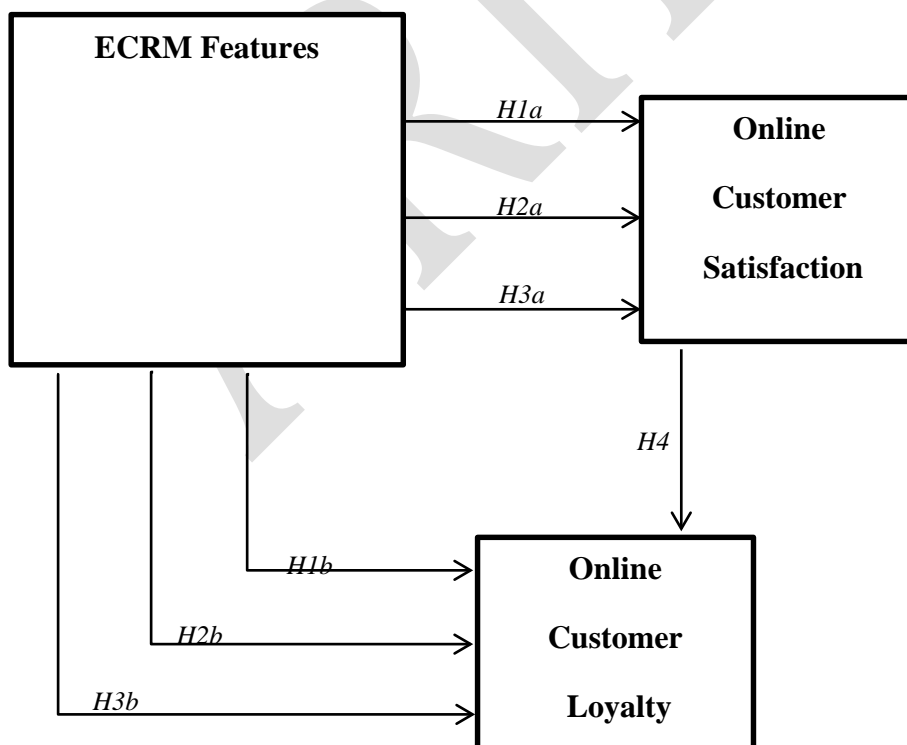 ECRM Features
H1a
Online
Customer
Satisfaction
H2a
H3a
H4
H1b
Online
Customer
Loyalty
H2b
H3b